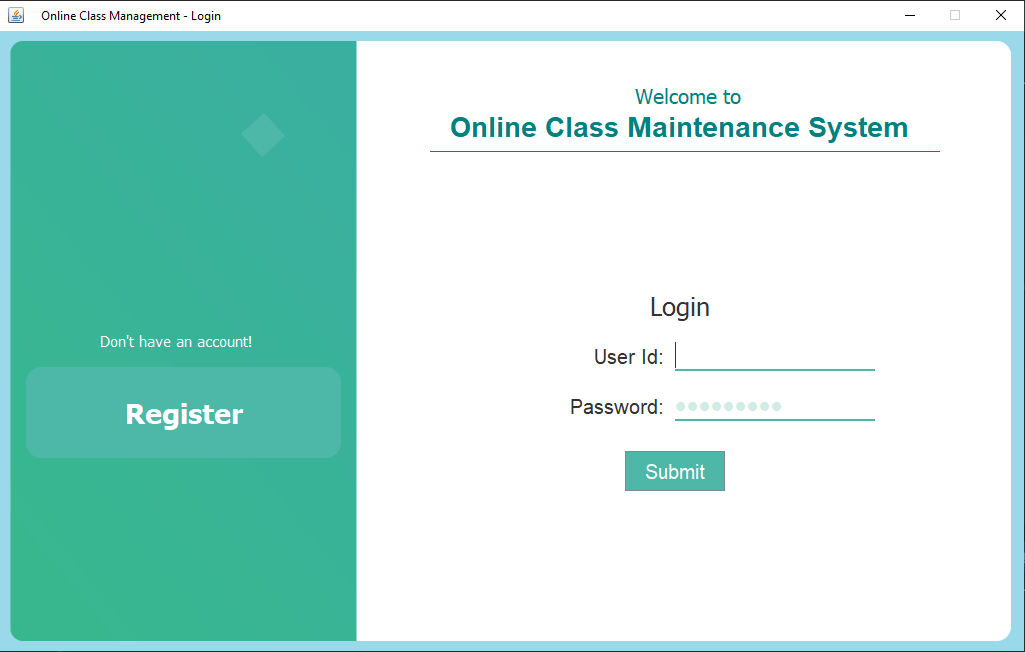 Online Class Management - Login
Welcome to
Online Class Maintenance System
Don't have an account!
Register
Login
User Id:
Password:
Submit